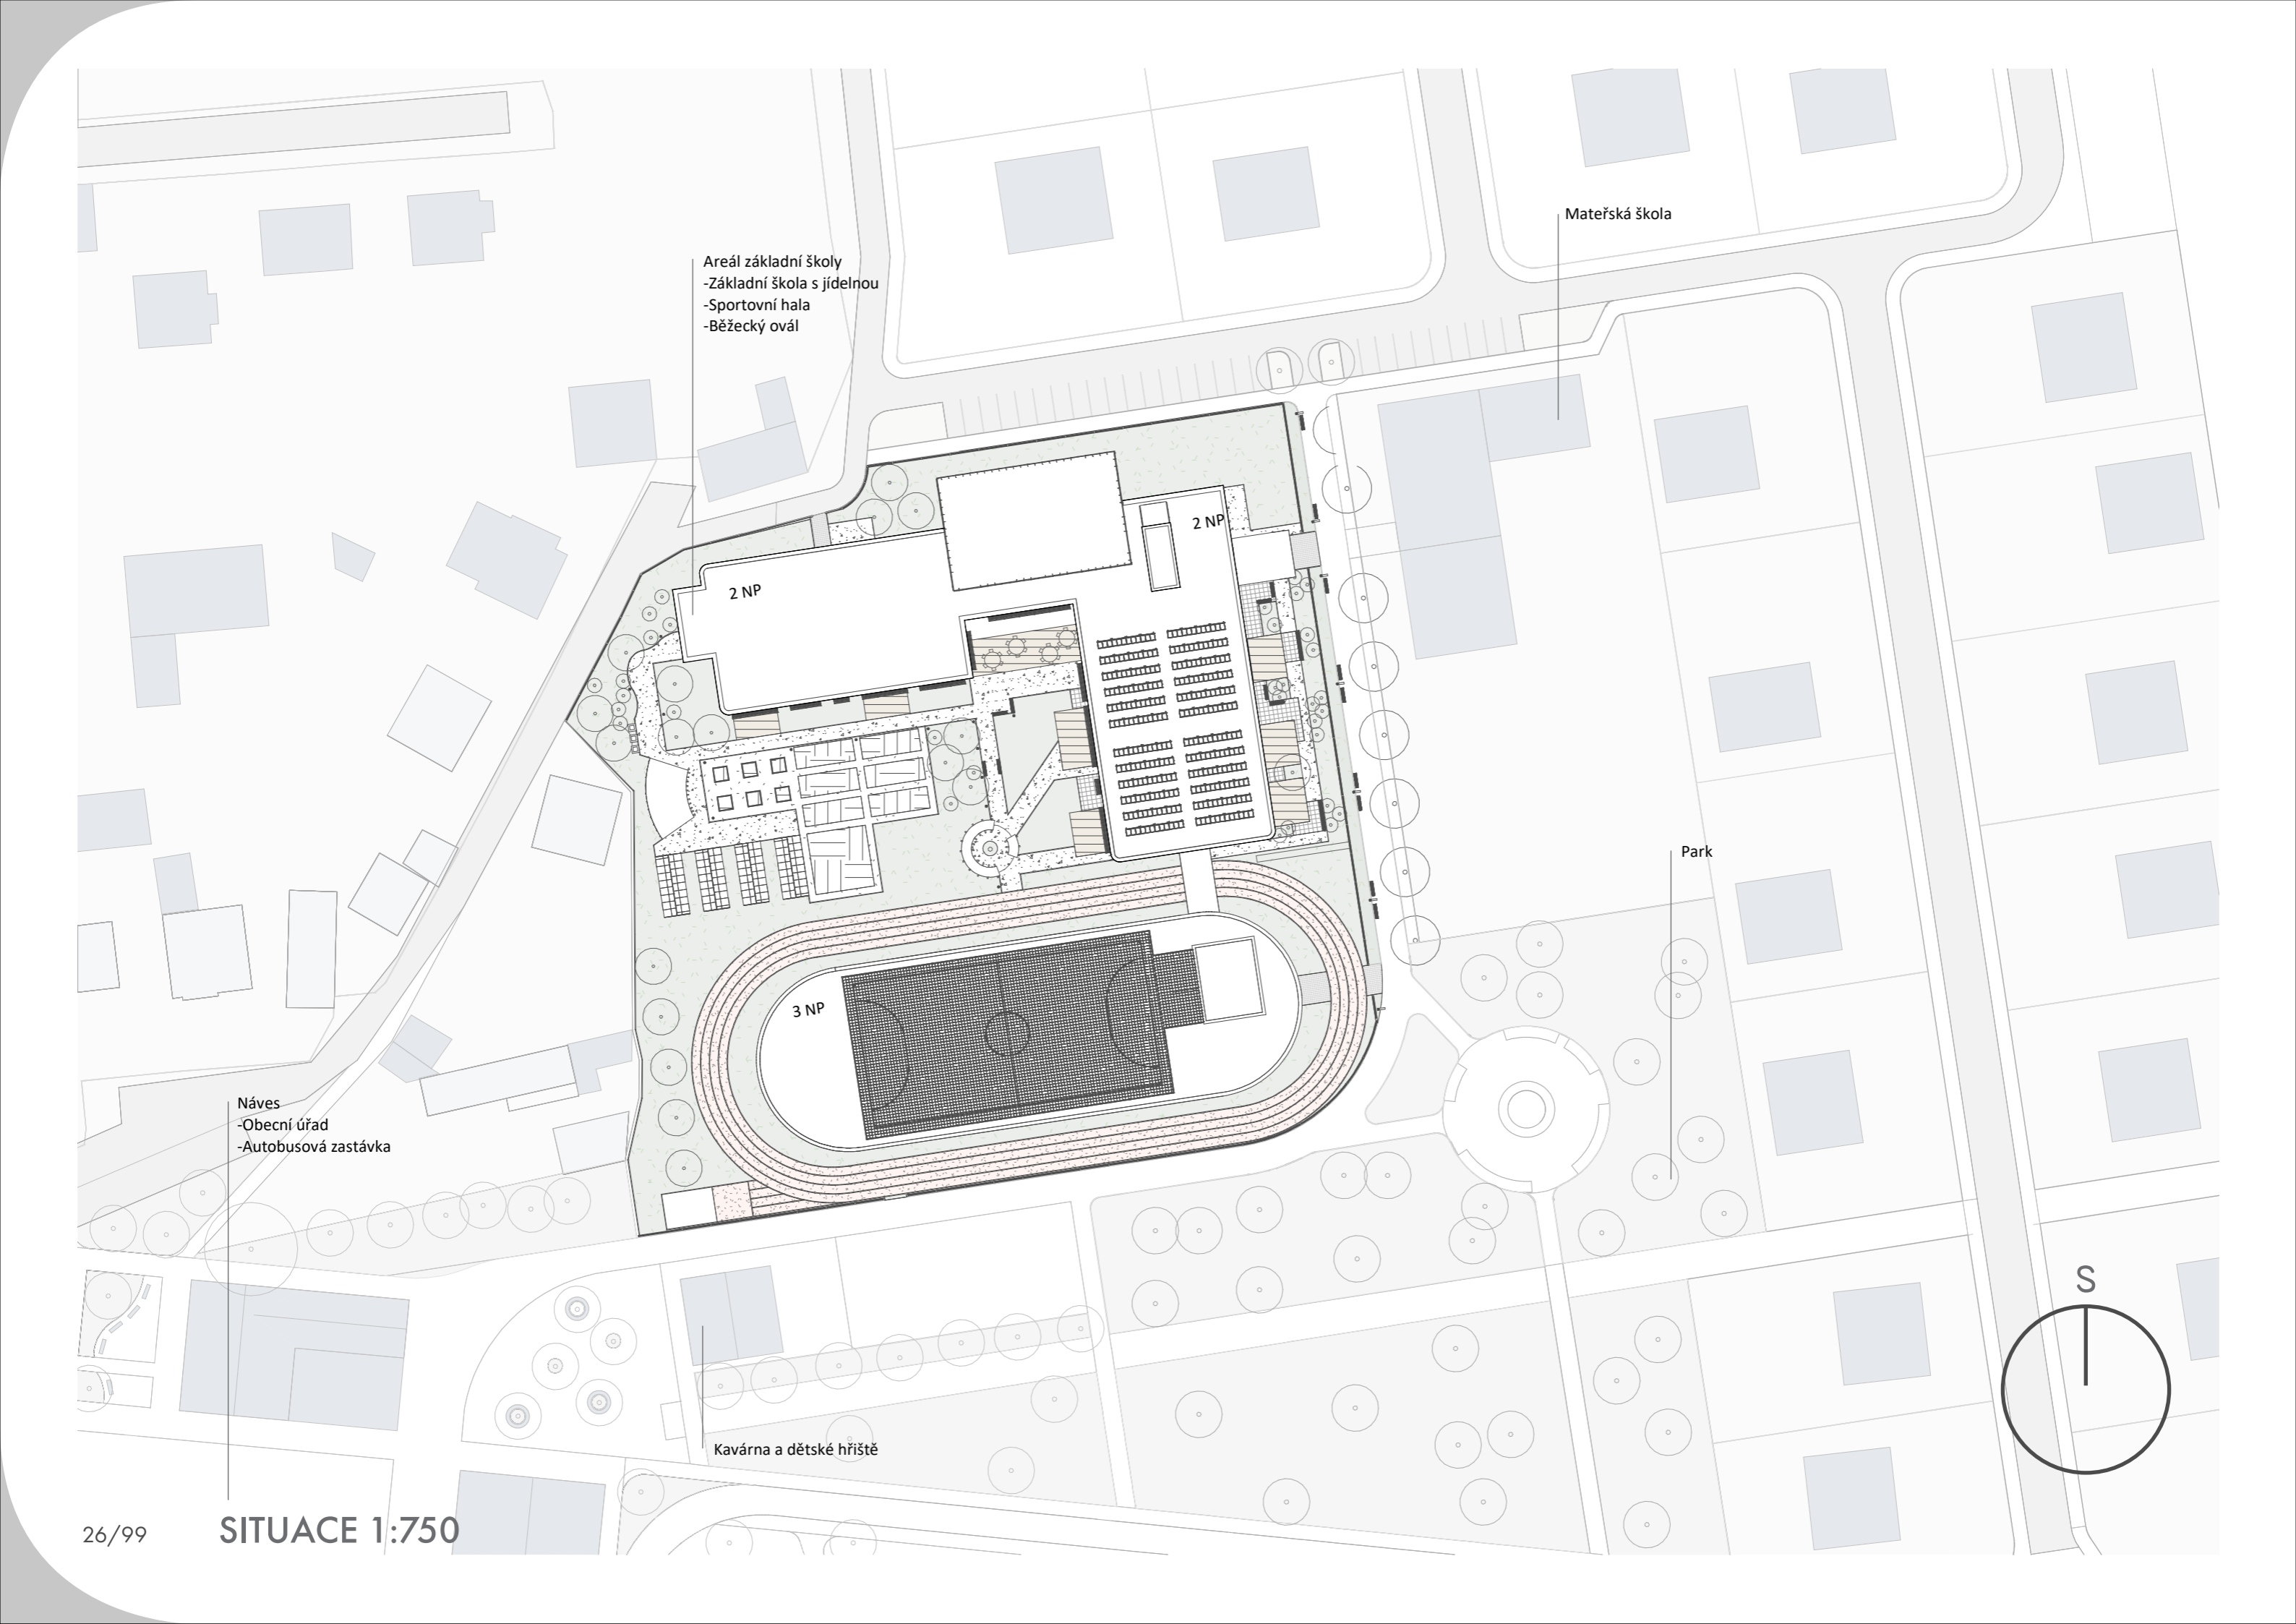 Mateřská škola
Areál základní školy
-Základní škola s jídelnou
-Sportovní hala
-Běžecký ovál
2 NP
2 NP
Park
3 NP
Náves
-Obecní úřad
-Autobusová zastávka
S
Kavárna a dětské hřiště
26/99
SITUACE 1:750